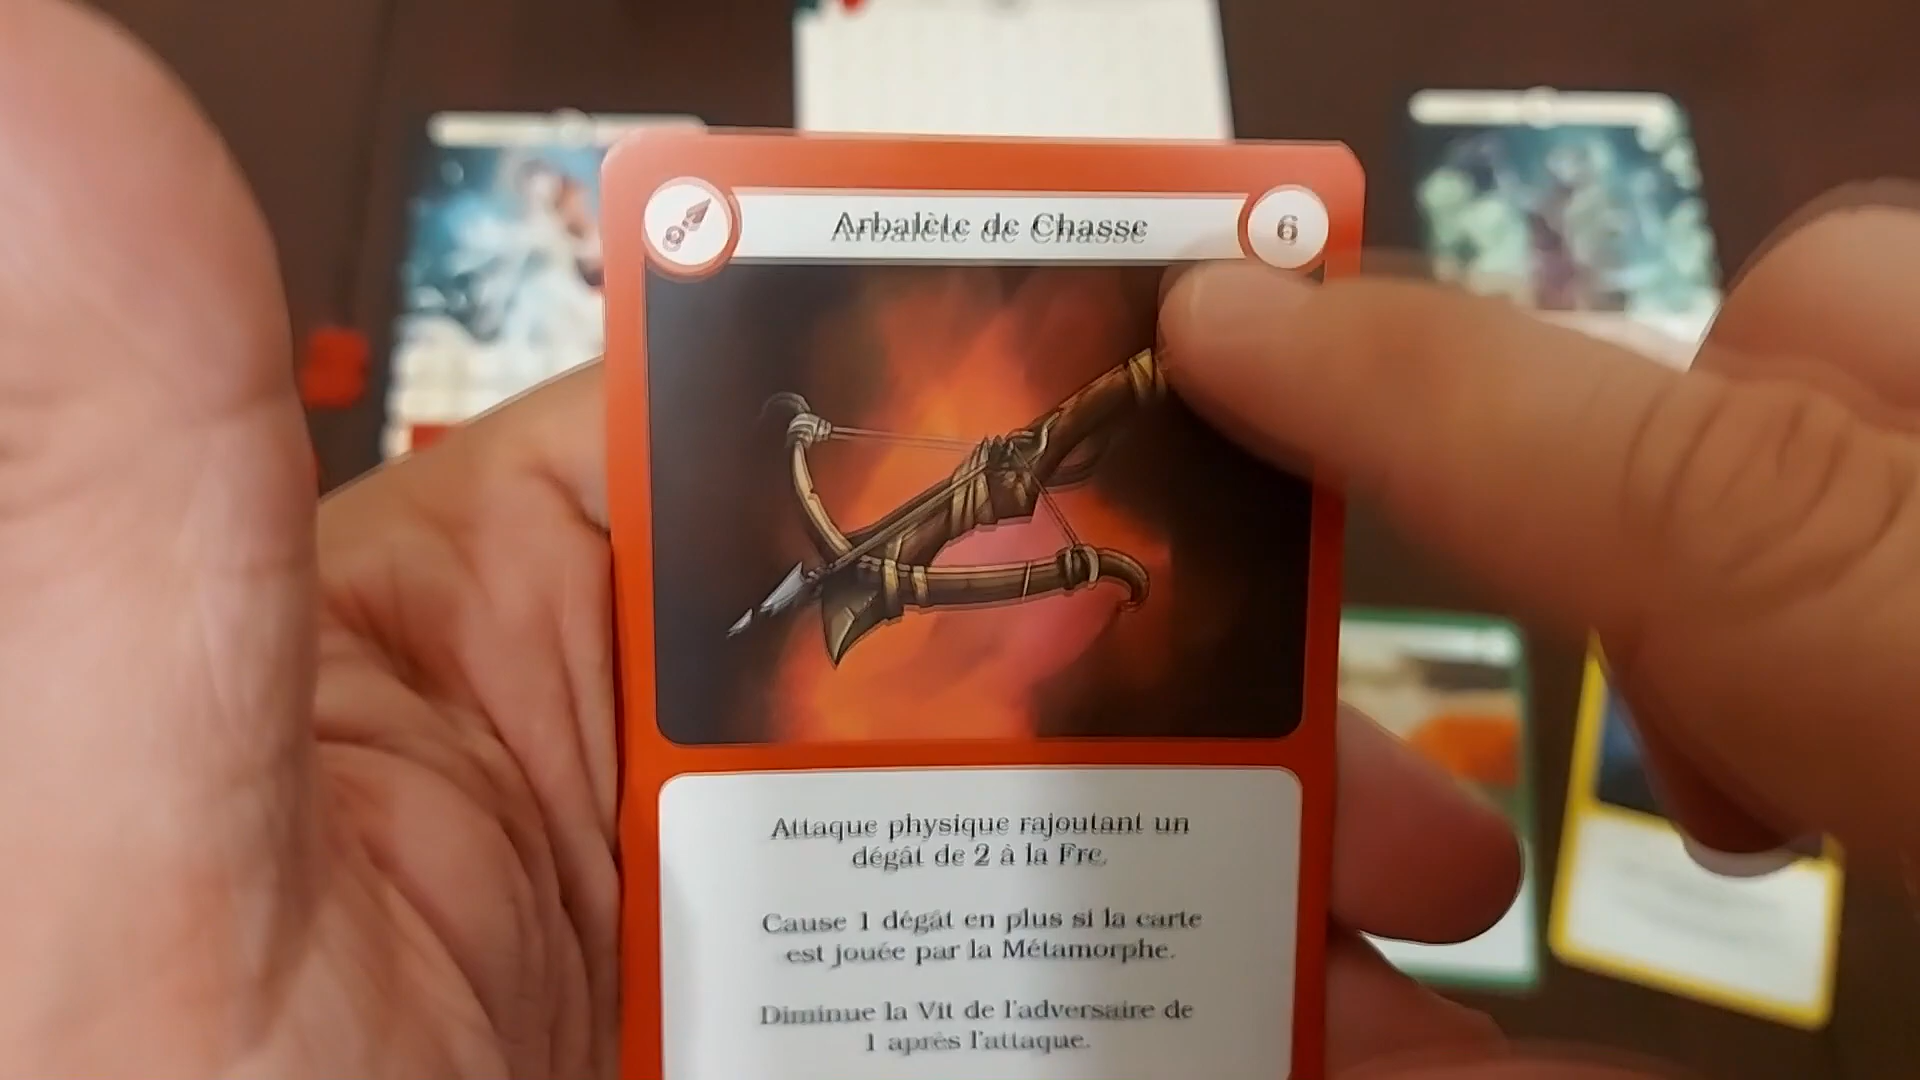 Arbalète de Chasse
6
Attaque physique rajoutant un
dégât de 2 à la Frc.
Cause 1 dégât en plus si la carte
est jouée par la Métamorphe.
Diminue la Vit de l'adversaire de
1 après l'attaque.